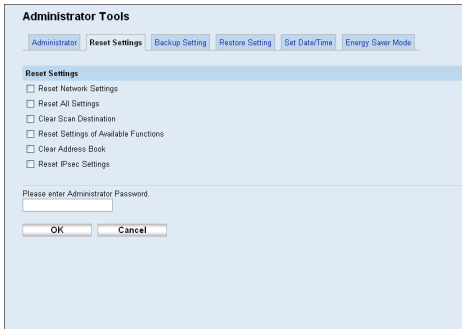 Administrator Tools
Administrator Reset Settings Backup Setting Restore Setting Set Date/Time Energy Saver Mode
Reset Settings
Reset Network Settings
Reset All Settings
Clear Scan Destination
Reset Settings of Available Functions
Clear Address Book
Reset IPsec Settings
Please enter Administrator Password.
OK Cancel